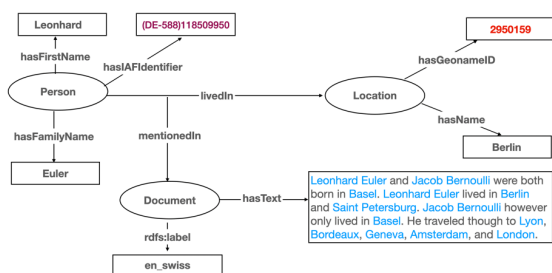 Leonhard
(DE-588)118509950
2950159
hasFirstName
hasIAFIdentifier
hasGeonameID
Person
livedIn
Location
hasFamilyName
mentionedIn
hasName
Euler
Berlin
Document
hasText
Leonhard Euler and Jacob Bernoulli were both
born in Basel. Leonhard Euler lived in Berlin
and Saint Petersburg. Jacob Bernoulli however
only lived in Basel. He traveled though to Lyon,
Bordeaux, Geneva, Amsterdam, and London.
rdfs:label
en_swiss